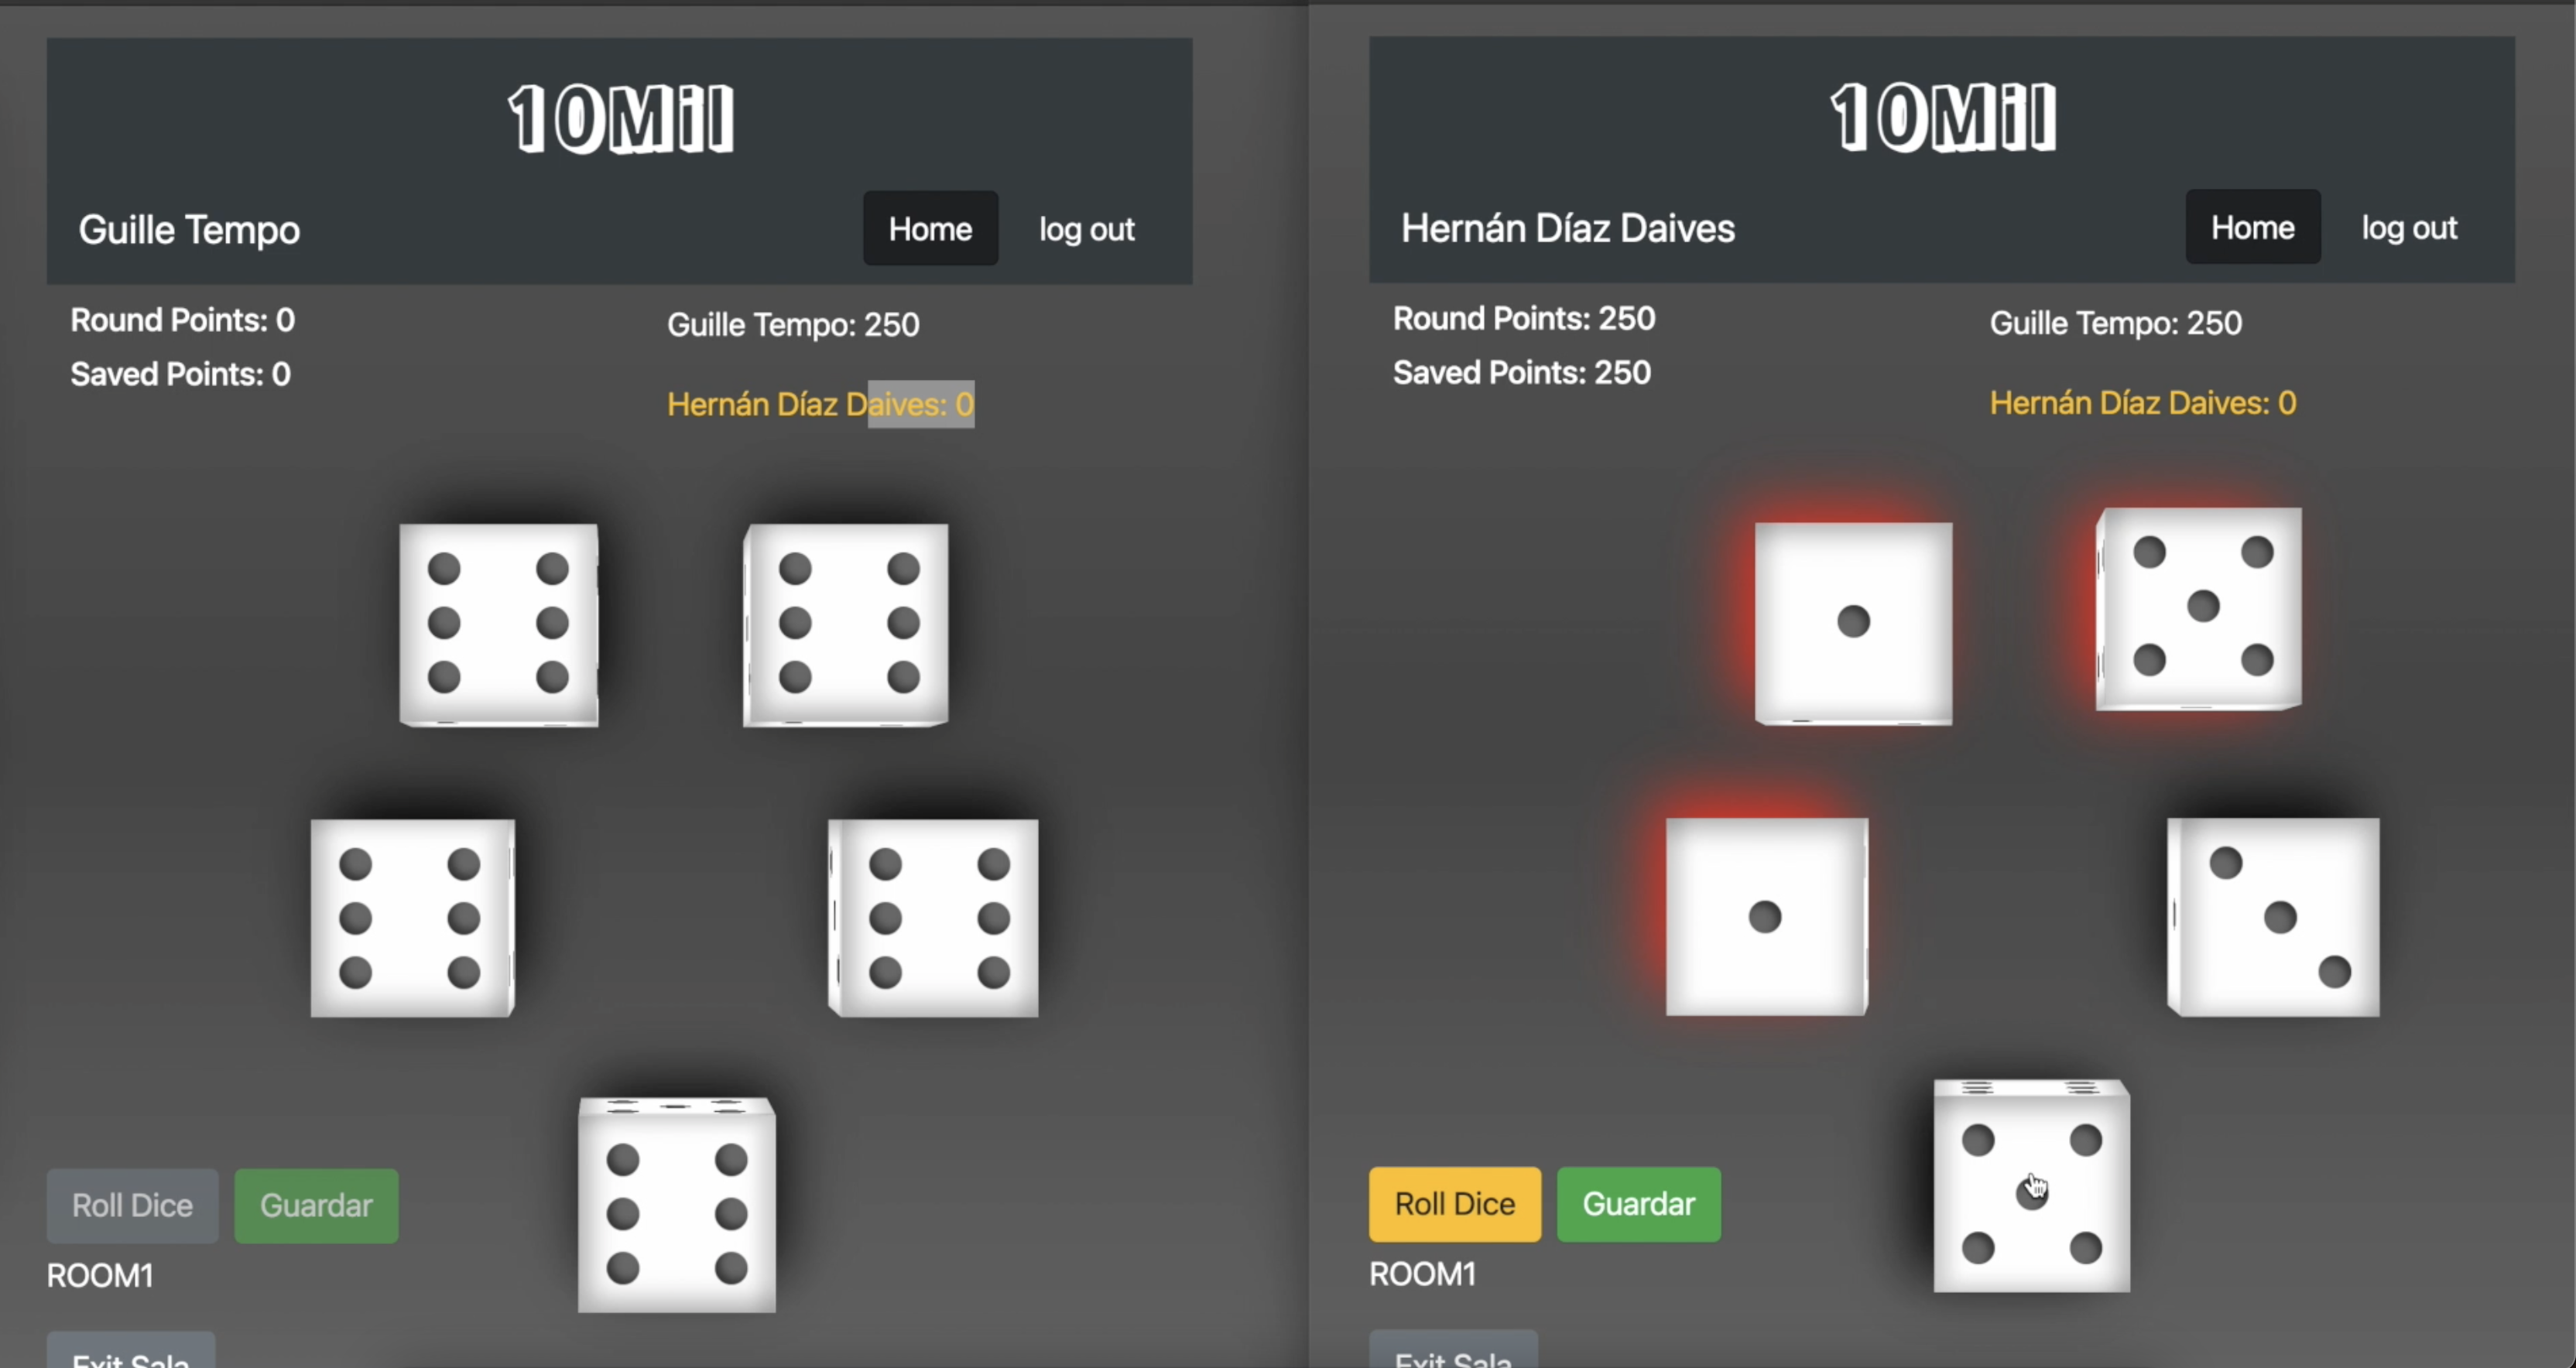 10Mil
Guille Tempo
Home
log out
Round Points: 0
Saved Points: 0
Guille Tempo: 250
Hernán Díaz Daives: 0
Roll Dice
Guardar
ROOM1
Exit Sala
10Mil
Hernán Díaz Daives
Home
log out
Round Points: 250
Saved Points: 250
Guille Tempo: 250
Hernán Díaz Daives: 0
Roll Dice
Guardar
ROOM1
Exit Sala